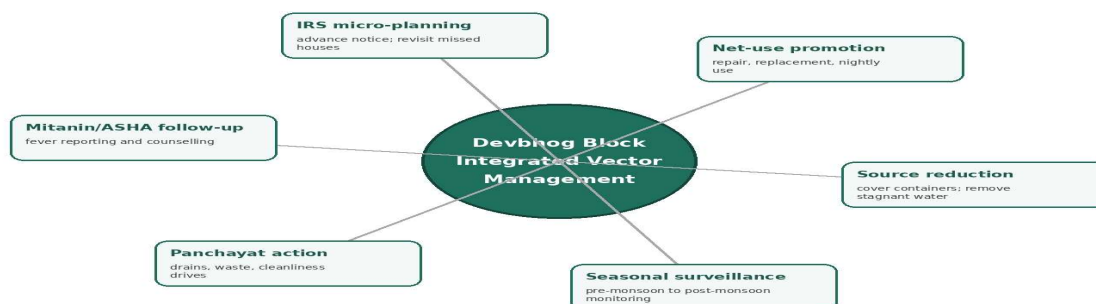 IRS micro-planning
advance notice; revisit missed
houses
Net-use promotion
repair, replacement, nightly
use
Mitanin/ASHA follow-up
fever reporting and counselling
Devbhog Block
Integrated Vector
Management
Source reduction
cover containers; remove
stagnant water
Panchayat action
drains, waste, cleanliness
drives
Seasonal surveillance
pre-monsoon to post-monsoon
monitoring